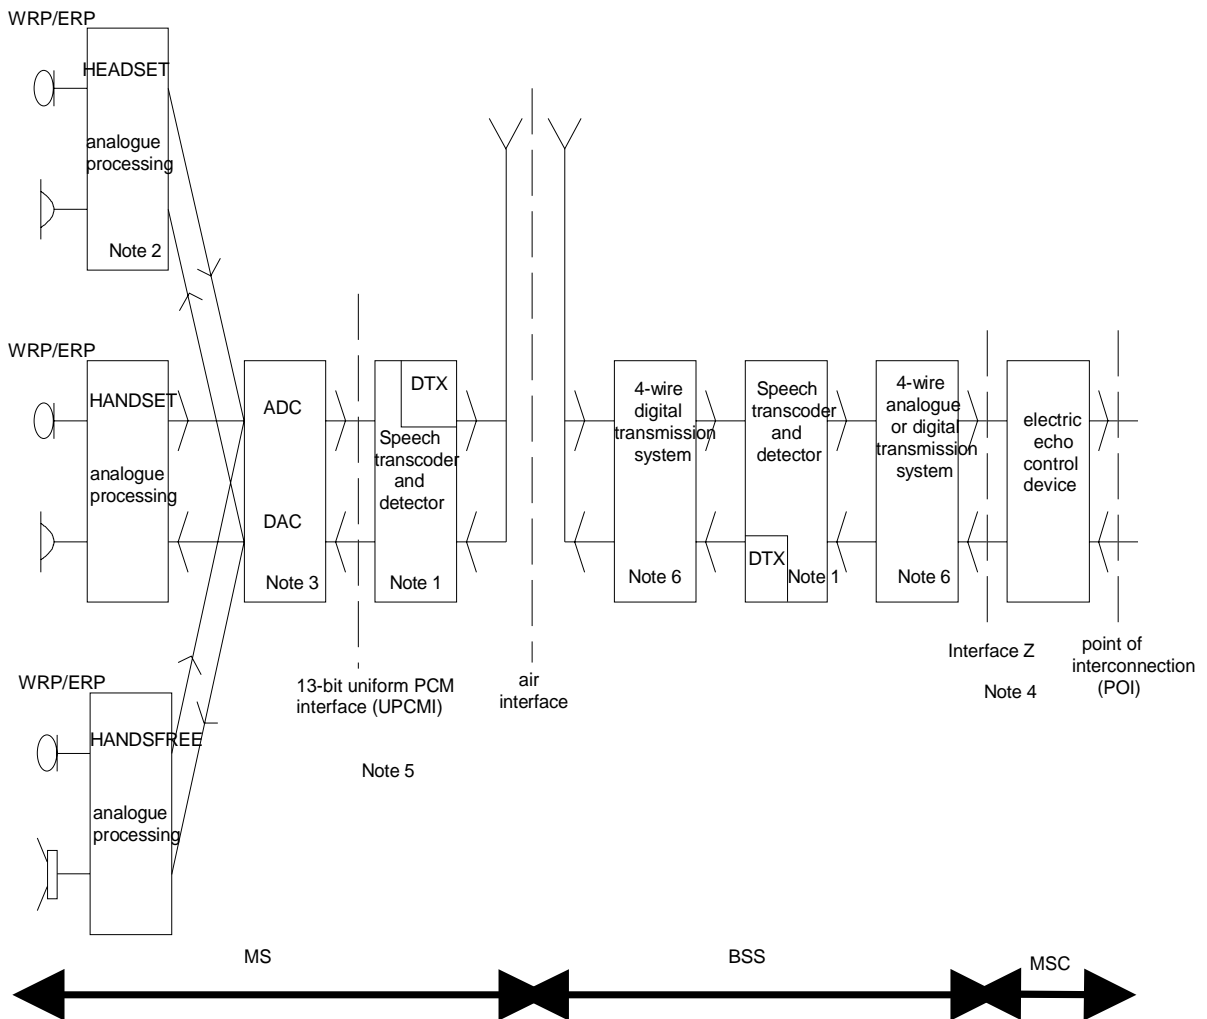 WRP/ERP
HEADSET
analogue
processing
Note 2
WRP/ERP
HANDSET
analogue
processing
WRP/ERP
HANDSFREE
analogue
processing
ADC
DAC
Note 3
13-bit uniform PCM
interface (UPCMI)
Note 5
DTX
Speech
transcoder
and
detector
Note 1
air
interface
4-wire
digital
transmission
system
Note 6
Speech
transcoder
and
detector
DTX
Note 1
4-wire
analogue
or digital
transmission
system
Note 6
Interface Z
Note 4
electric
echo
control
device
point of
interconnection
(POI)
MS
BSS
MSC